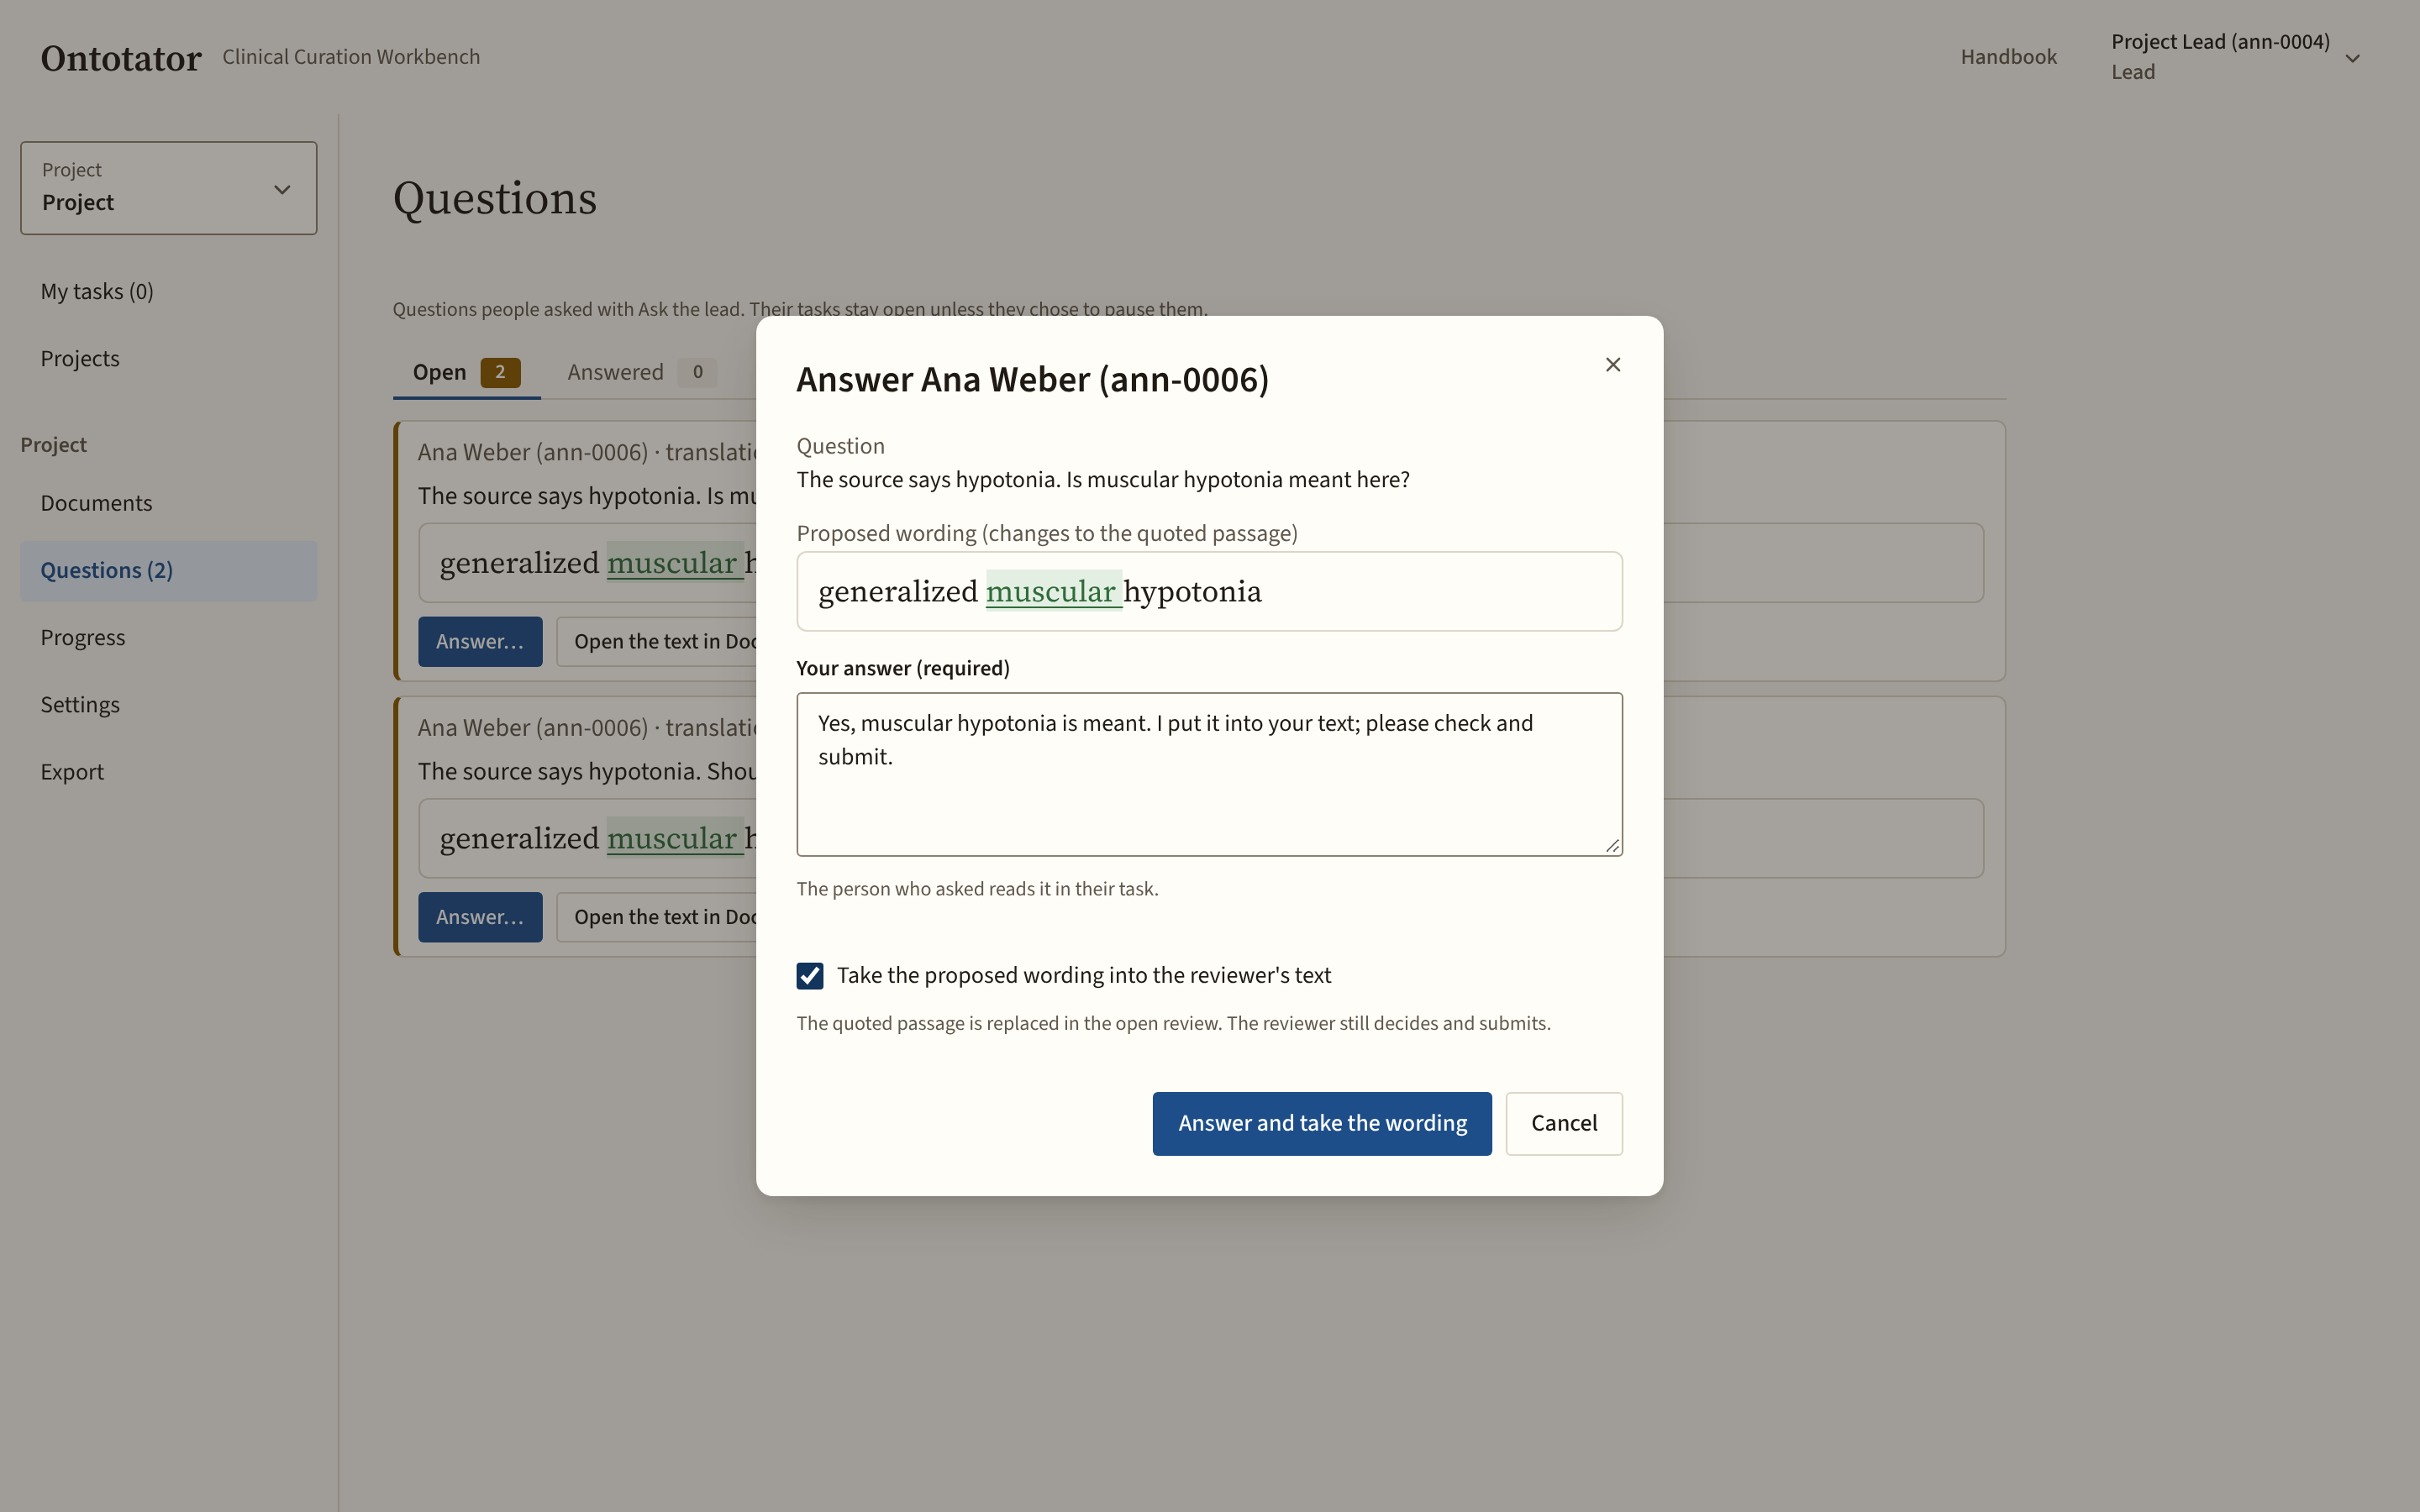 Ontotator Clinical Curation Workbench
Handbook
Project Lead (ann-0004)
Lead
Project
Project
My tasks (0)
Projects
Project
Documents
Questions (2)
Progress
Settings
Export
Questions
Questions people asked with Ask the lead. Their tasks stay open unless they chose to pause them.
Open 2 Answered 0
Ana Weber (ann-0006) · translatio
The source says hypotonia. Is mu
generalized muscular h
Answer... Open the text in Doc
Ana Weber (ann-0006) · translatio
The source says hypotonia. Shou
generalized muscular h
Answer... Open the text in Doc
Answer Ana Weber (ann-0006)
Question
The source says hypotonia. Is muscular hypotonia meant here?
Proposed wording (changes to the quoted passage)
generalized muscular hypotonia
Your answer (required)
Yes, muscular hypotonia is meant. I put it into your text; please check and
submit.
The person who asked reads it in their task.
Take the proposed wording into the reviewer's text
The quoted passage is replaced in the open review. The reviewer still decides and submits.
Answer and take the wording
Cancel